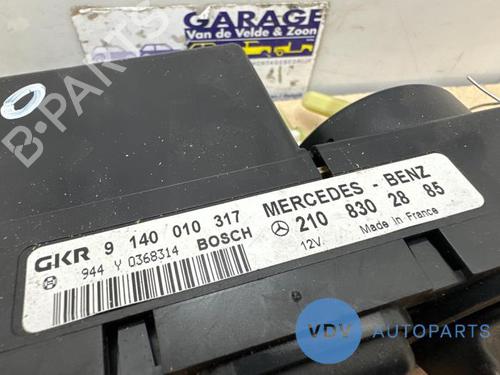 GARAGE
Van de Velde & Zoon
B-PARTS
GKR 9 140 010 317 MERCEDES - BENZ
944 Y 0368314 BOSCH 210 830 28 85
12V Made in France
VDV AUTOPARTS